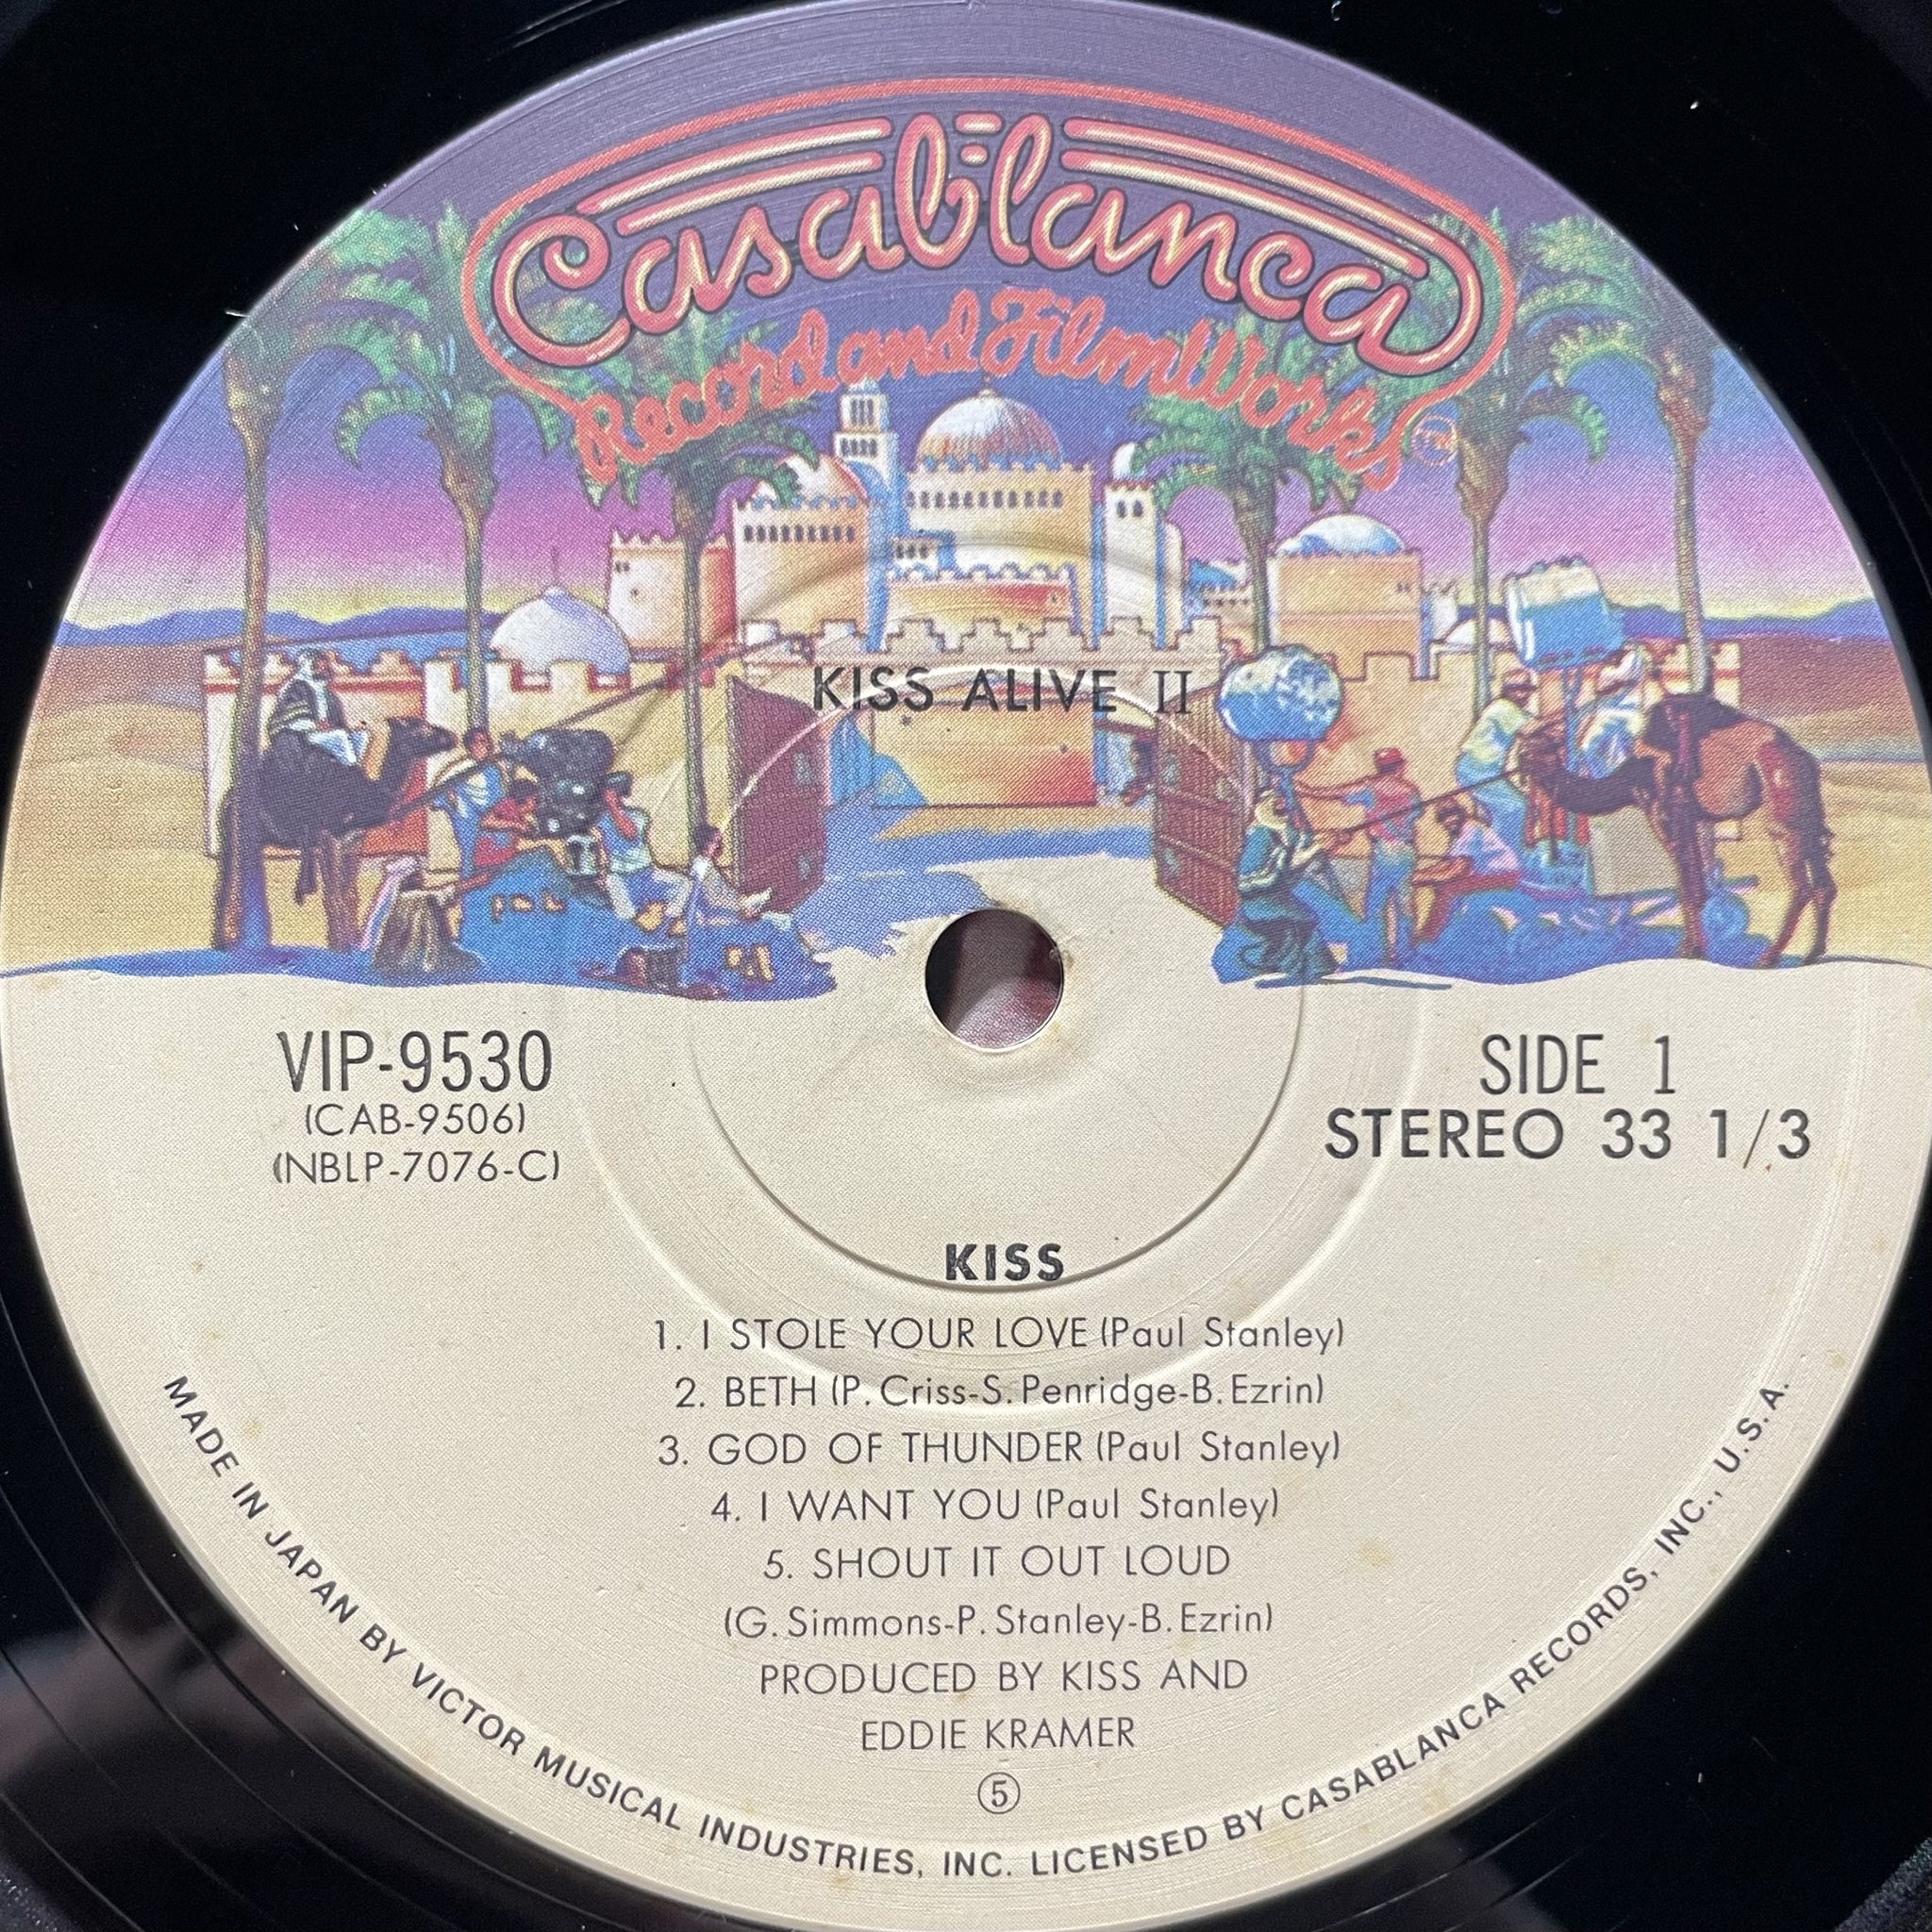 Casablanca
Record and FilmWorks
TM
KISS ALIVE II
VIP-9530
(CAB-9506)
(NBLP-7076-C)
SIDE 1
STEREO 33 1/3
KISS
1. I STOLE YOUR LOVE (Paul Stanley)
2. BETH (P. Criss-S. Penridge-B. Ezrin)
3. GOD OF THUNDER (Paul Stanley)
4. I WANT YOU (Paul Stanley)
5. SHOUT IT OUT LOUD
(G. Simmons-P. Stanley-B. Ezrin)
PRODUCED BY KISS AND
EDDIE KRAMER
⑤
MADE IN JAPAN BY VICTOR MUSICAL INDUSTRIES, INC. LICENSED BY CASABLANCA RECORDS, INC., U.S.A.